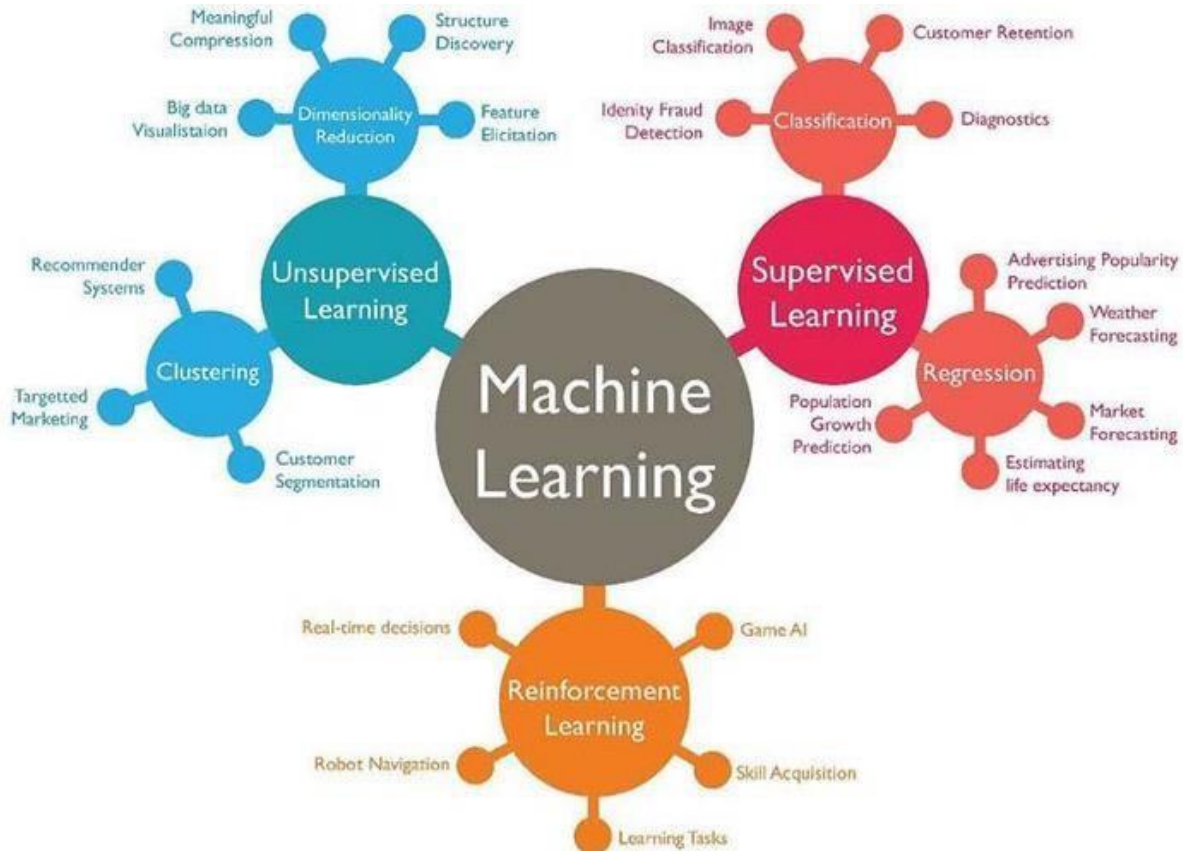 Meaningful
Compression
Structure
Discovery
Big data
Visualistaion
Dimensionality
Reduction
Feature
Elicitation
Unsupervised
Learning
Recommender
Systems
Clustering
Targetted
Marketing
Customer
Segmentation
Machine
Learning
Image
Classification
Customer Retention
Idenity Fraud
Detection
Classification
Diagnostics
Supervised
Learning
Advertising Popularity
Prediction
Weather
Forecasting
Regression
Population
Growth
Prediction
Market
Forecasting
Estimating
life expectancy
Real-time decisions
Game AI
Reinforcement
Learning
Robot Navigation
Skill Acquisition
Learning Tasks